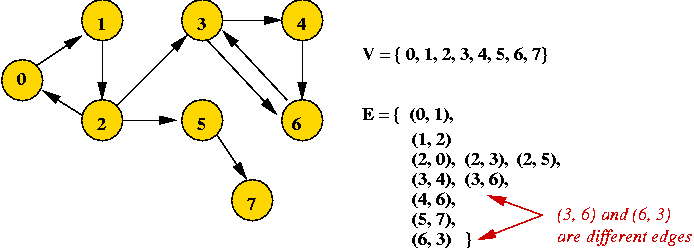 1
3
4
0
2
5
6
7
V = { 0, 1, 2, 3, 4, 5, 6, 7}
E = { (0, 1),
(1, 2)
(2, 0), (2, 3), (2, 5),
(3, 4), (3, 6),
(4, 6),
(5, 7),
(6, 3) }
(3, 6) and (6, 3)
are different edges